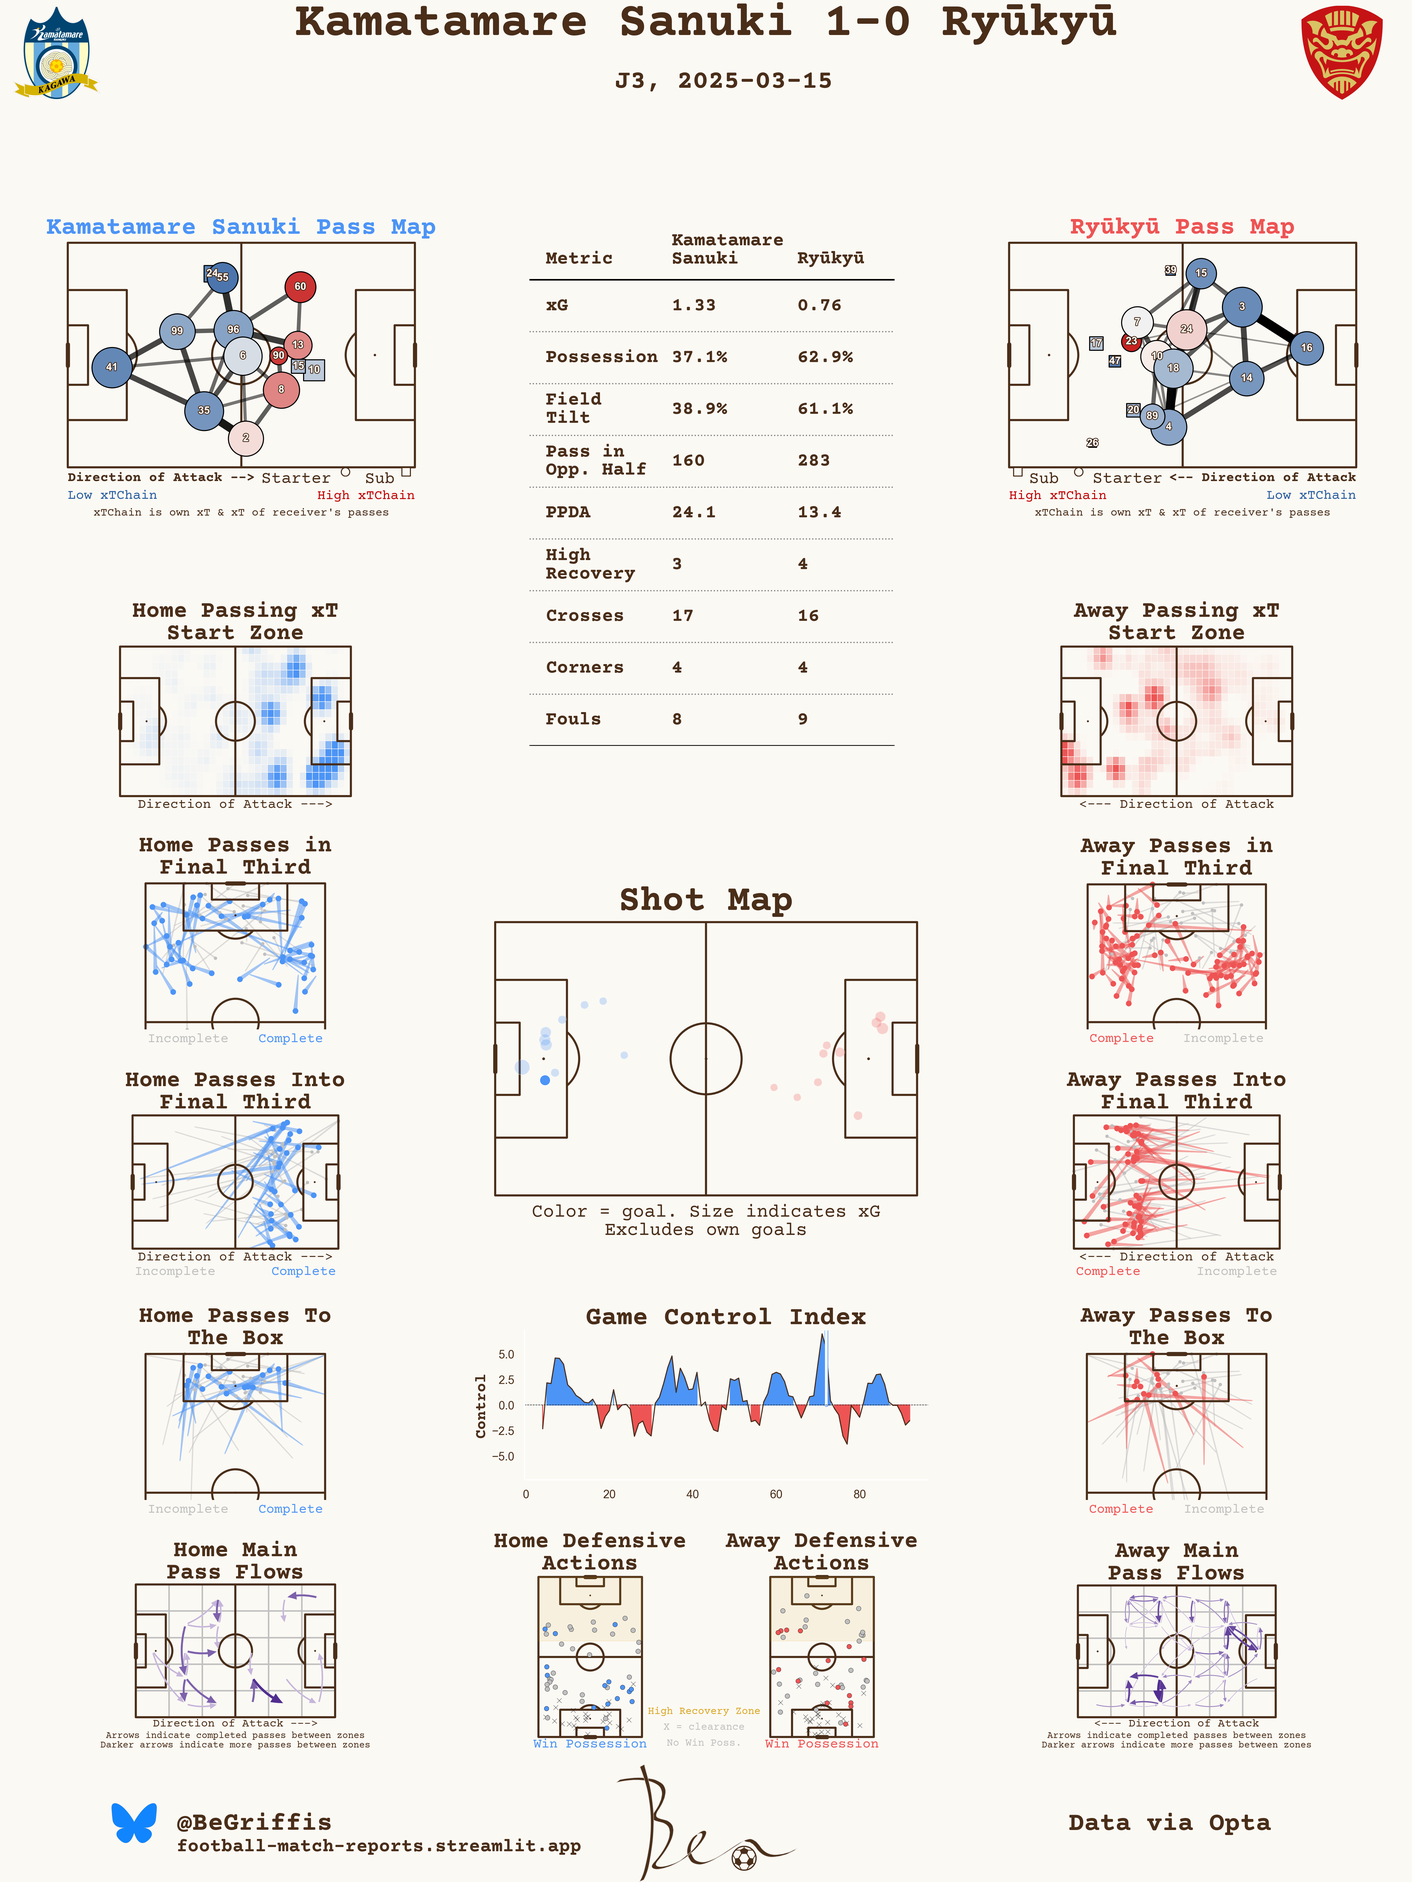 Kamatamare Sanuki 1-0 Ryūkyū
J3, 2025-03-15
Kamatamare
KAGAWA
Kamatamare Sanuki Pass Map
24 55 60
99 96 13
6 90 15 10
41
35 8
2
Direction of Attack --> Starter Sub
Low xTChain High xTChain
xTChain is own xT & xT of receiver's passes
Metric Kamatamare Sanuki Ryūkyū
xG 1.33 0.76
Possession 37.1% 62.9%
Field Tilt 38.9% 61.1%
Pass in Opp. Half 160 283
PPDA 24.1 13.4
High Recovery 3 4
Crosses 17 16
Corners 4 4
Fouls 8 9
Ryūkyū Pass Map
39 15
3
7 24
17 23 16
47 10 18
14
20 89 4
26
Sub Starter <-- Direction of Attack
High xTChain Low xTChain
xTChain is own xT & xT of receiver's passes
Home Passing xT
Start Zone
Direction of Attack --->
Away Passing xT
Start Zone
<--- Direction of Attack
Home Passes in
Final Third
Incomplete Complete
Shot Map
Color = goal. Size indicates xG
Excludes own goals
Away Passes in
Final Third
Complete Incomplete
Home Passes Into
Final Third
Direction of Attack --->
Incomplete Complete
Away Passes Into
Final Third
<--- Direction of Attack
Complete Incomplete
Home Passes To
The Box
Incomplete Complete
Game Control Index
Control
5.0
2.5
0.0
−2.5
−5.0
0 20 40 60 80
Away Passes To
The Box
Complete Incomplete
Home Main
Pass Flows
Direction of Attack --->
Arrows indicate completed passes between zones
Darker arrows indicate more passes between zones
Home Defensive
Actions
Win Possession
High Recovery Zone
X = clearance
No Win Poss.
Away Defensive
Actions
Win Possession
Away Main
Pass Flows
<--- Direction of Attack
Arrows indicate completed passes between zones
Darker arrows indicate more passes between zones
@BeGriffis
football-match-reports.streamlit.app
Ben
Data via Opta